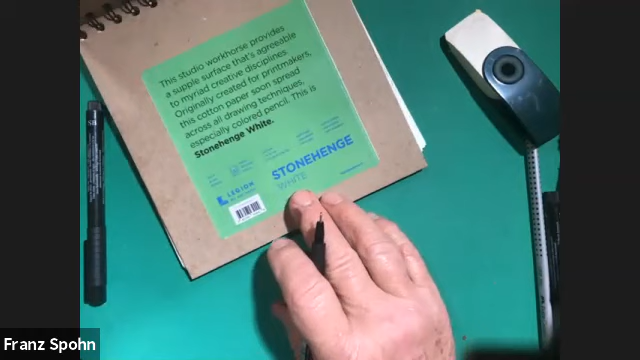 This studio workhorse provides
a supple surface that's agreeable
to myriad creative disciplines
Originally created for printmakers,
this cotton paper soon spread
across all drawing techniques,
especially colored pencil. This is
Stonehenge White.
STONEHENGE
WHITE
LEGION
Franz Spohn